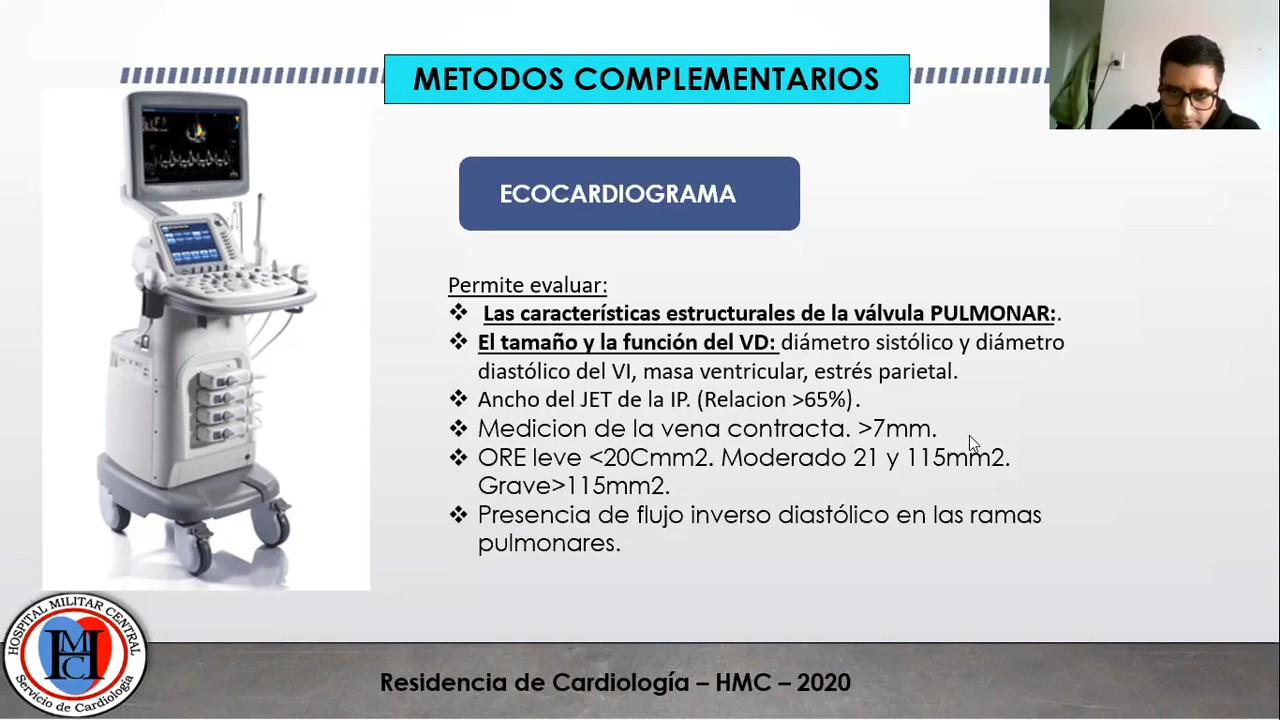 METODOS COMPLEMENTARIOS
ECOCARDIOGRAMA
Permite evaluar:
❖ Las características estructurales de la válvula PULMONAR:.
❖ El tamaño y la función del VD: diámetro sistólico y diámetro
diastólico del VI, masa ventricular, estrés parietal.
❖ Ancho del JET de la IP. (Relacion >65%).
❖ Medicion de la vena contracta. >7mm.
❖ ORE leve <20Cmm2. Moderado 21 y 115mm2.
Grave>115mm2.
❖ Presencia de flujo inverso diastólico en las ramas
pulmonares.
HOSPITAL MILITAR CENTRAL
HMC
Servicio de Cardiología
Residencia de Cardiología – HMC – 2020